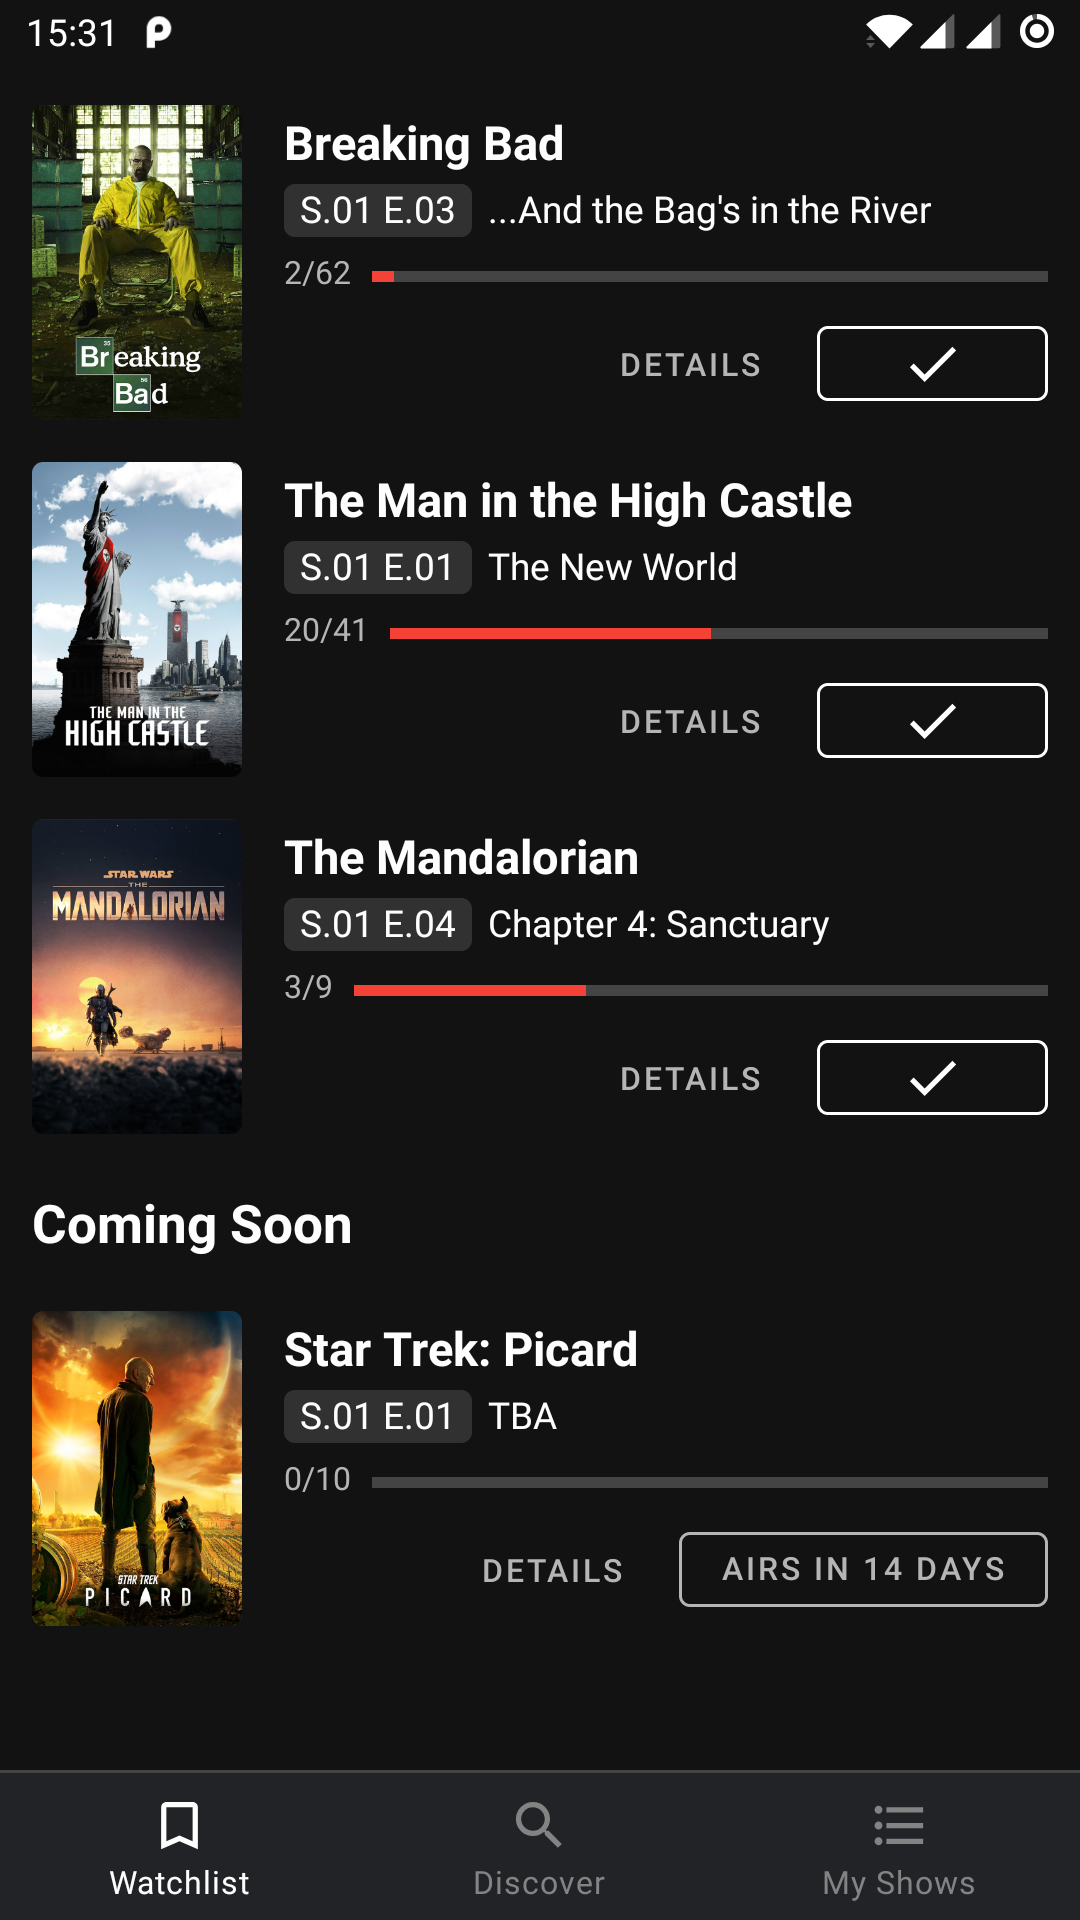 15:31
Breaking Bad
S.01 E.03 ...And the Bag's in the River
2/62
DETAILS
35
Breaking
56
Bad
The Man in the High Castle
S.01 E.01 The New World
20/41
DETAILS
THE MAN IN THE
HIGH CASTLE
The Mandalorian
S.01 E.04 Chapter 4: Sanctuary
3/9
DETAILS
STAR WARS
THE
MANDALORIAN
Coming Soon
Star Trek: Picard
S.01 E.01 TBA
0/10
DETAILS AIRS IN 14 DAYS
STAR TREK
PICARD
Watchlist Discover My Shows